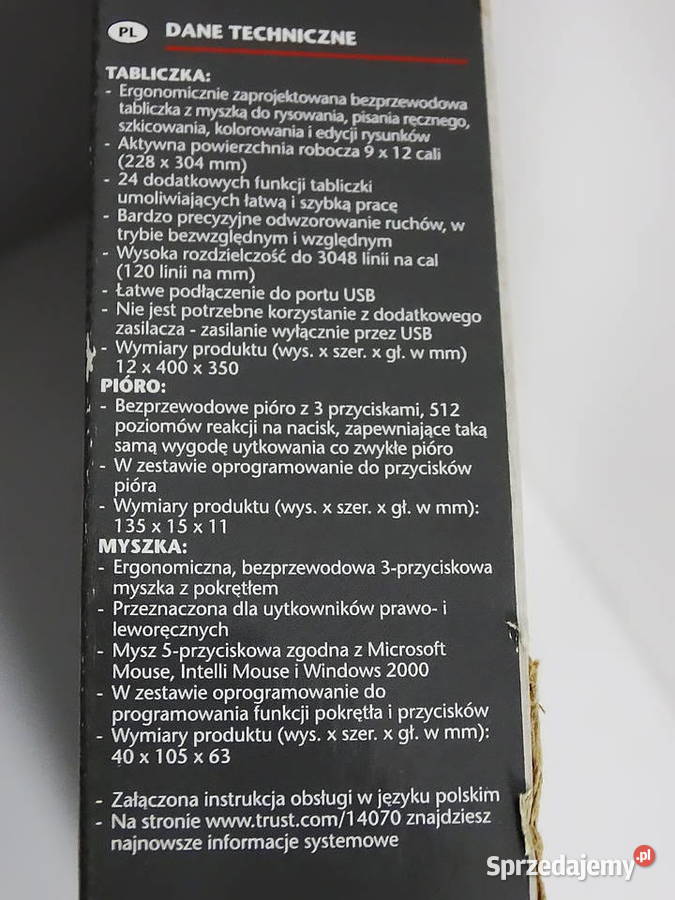 PL DANE TECHNICZNE
TABLICZKA:
- Ergonomicznie zaprojektowana bezprzewodowa
tabliczka z myszką do rysowania, pisania ręcznego,
szkicowania, kolorowania i edycji rysunków
- Aktywna powierzchnia robocza 9 x 12 cali
(228 x 304 mm)
- 24 dodatkowych funkcji tabliczki
umoliwiających łatwą i szybką pracę
- Bardzo precyzyjne odwzorowanie ruchów, w
trybie bezwzględnym i względnym
- Wysoka rozdzielczość do 3048 linii na cal
(120 linii na mm)
- Łatwe podłączenie do portu USB
- Nie jest potrzebne korzystanie z dodatkowego
zasilacza - zasilanie wyłącznie przez USB
- Wymiary produktu (wys. x szer. x gł. w mm)
12 x 400 x 350
PIÓRO:
- Bezprzewodowe pióro z 3 przyciskami, 512
poziomów reakcji na nacisk, zapewniające taką
samą wygodę uytkowania co zwykłe pióro
- W zestawie oprogramowanie do przycisków
pióra
- Wymiary produktu (wys. x szer. x gł. w mm):
135 x 15 x 11
MYSZKA:
- Ergonomiczna, bezprzewodowa 3-przyciskowa
myszka z pokrętłem
- Przeznaczona dla uytkowników prawo- i
leworęcznych
- Mysz 5-przyciskowa zgodna z Microsoft
Mouse, Intelli Mouse i Windows 2000
- W zestawie oprogramowanie do
programowania funkcji pokrętła i przycisków
- Wymiary produktu (wys. x szer. x gł. w mm):
40 x 105 x 63
- Załączona instrukcja obsługi w języku polskim
- Na stronie www.trust.com/14070 znajdziesz
najnowsze informacje systemowe
Sprzedajemy.pl